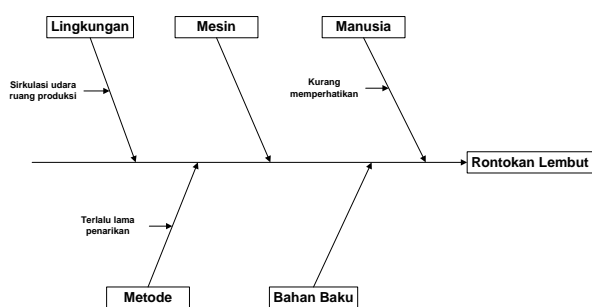 Lingkungan
Mesin
Manusia
Sirkulasi udara
ruang produksi
Kurang
memperhatikan
Rontokan Lembut
Terlalu lama
penarikan
Metode
Bahan Baku